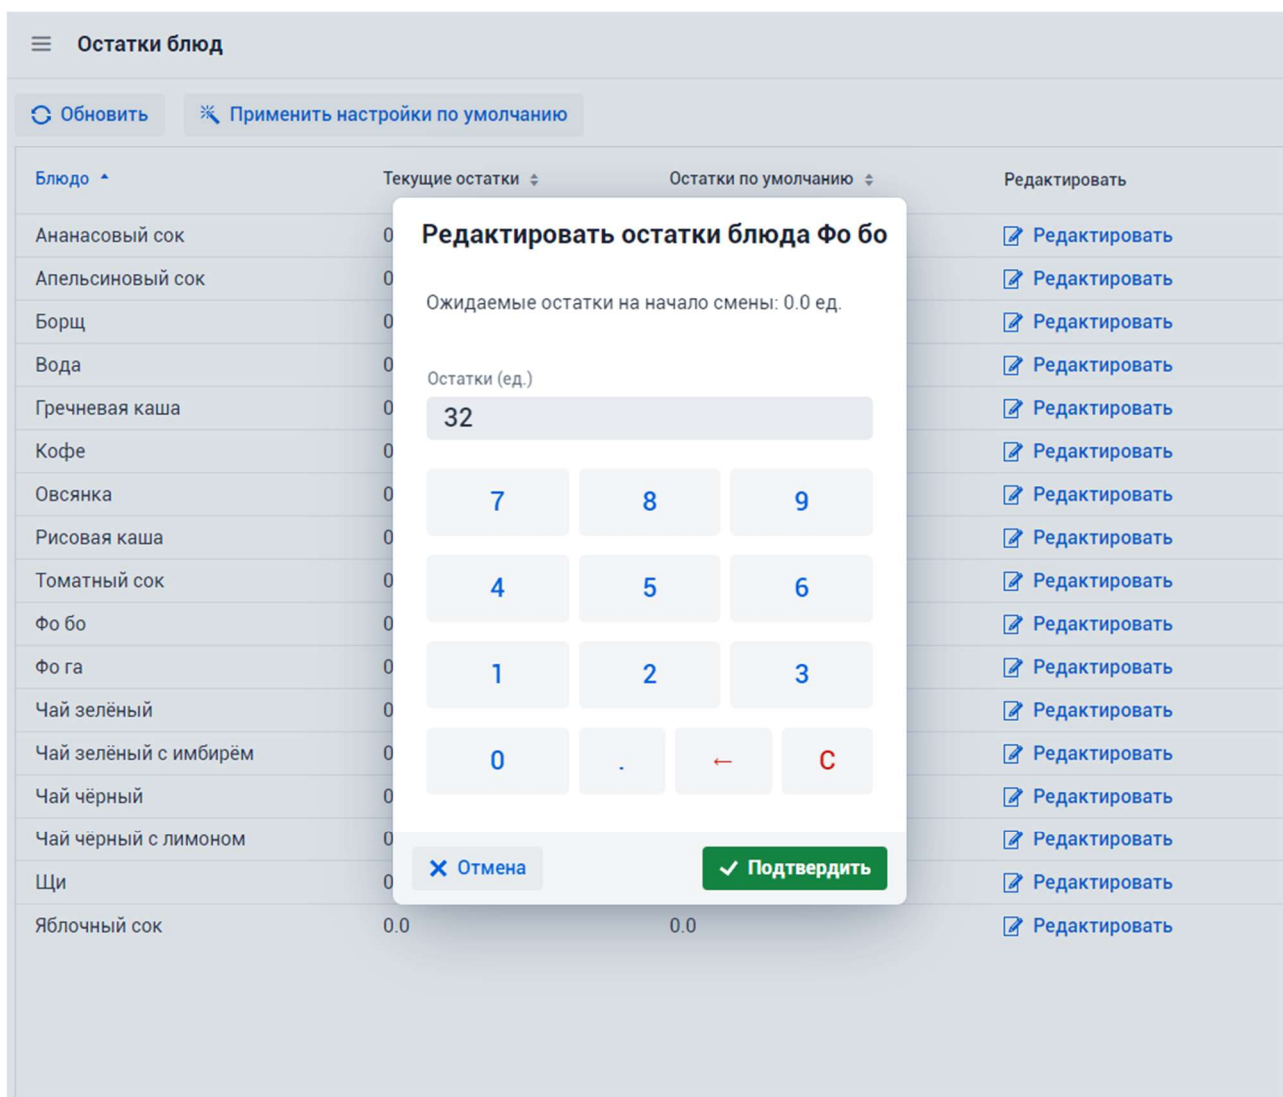 Остатки блюд
Обновить Применить настройки по умолчанию
Блюдо Текущие остатки Остатки по умолчанию Редактировать
Ананасовый сок 0 Редактировать
Апельсиновый сок 0 Редактировать
Борщ 0 Редактировать
Вода 0 Редактировать
Гречневая каша 0 Редактировать
Кофе 0 Редактировать
Овсянка 0 Редактировать
Рисовая каша 0 Редактировать
Томатный сок 0 Редактировать
Фо бо 0 Редактировать
Фо га 0 Редактировать
Чай зелёный 0 Редактировать
Чай зелёный с имбирём 0 Редактировать
Чай чёрный 0 Редактировать
Чай чёрный с лимоном 0 Редактировать
Щи 0 Редактировать
Яблочный сок 0.0 0.0 Редактировать
Редактировать остатки блюда Фо бо
Ожидаемые остатки на начало смены: 0.0 ед.
Остатки (ед.)
32
7 8 9
4 5 6
1 2 3
0 . ← C
Отмена Подтвердить